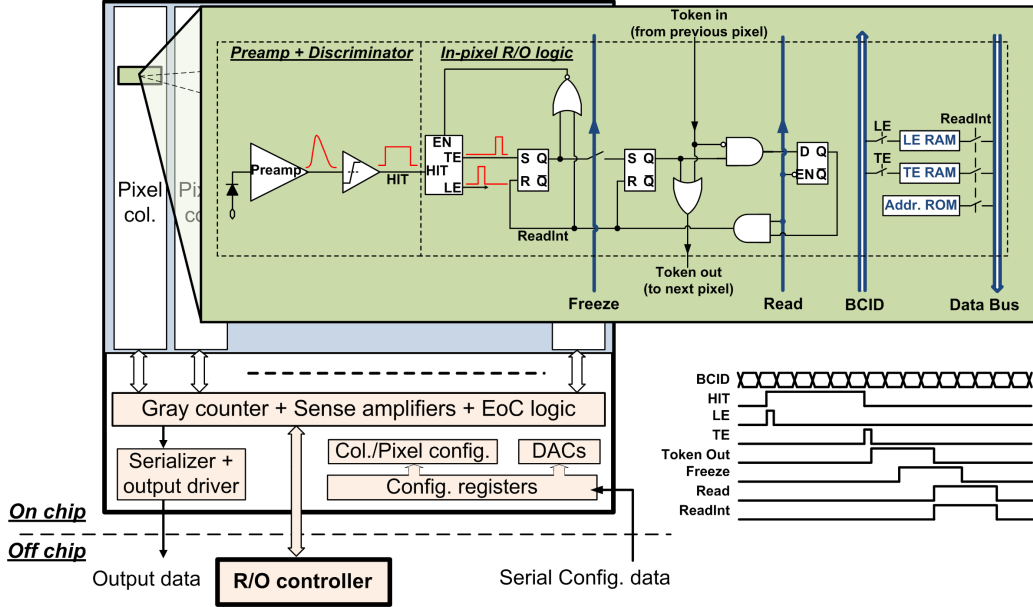 Token in
(from previous pixel)
Preamp + Discriminator
In-pixel R/O logic
EN
TE
HIT
LE
Preamp
HIT
S Q
R Q̅
S Q
R Q̅
D Q
EN Q̅
ReadInt
LE
LE RAM
TE
TE RAM
Addr. ROM
ReadInt
Token out
(to next pixel)
Freeze
Read
BCID
Data Bus
Pixel
col.
Pix
co
Gray counter + Sense amplifiers + EoC logic
Serializer +
output driver
Col./Pixel config.
DACs
Config. registers
On chip
Off chip
Output data
R/O controller
Serial Config. data
BCID
HIT
LE
TE
Token Out
Freeze
Read
ReadInt